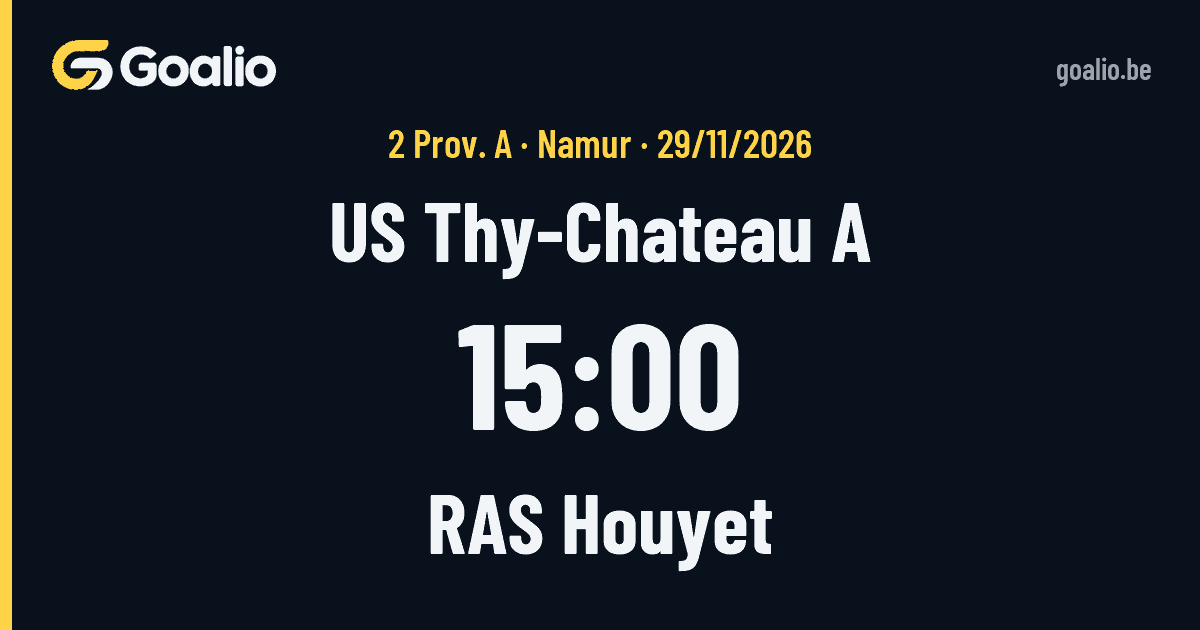 Goalio
goalio.be
2 Prov. A · Namur · 29/11/2026
US Thy-Chateau A
15:00
RAS Houyet